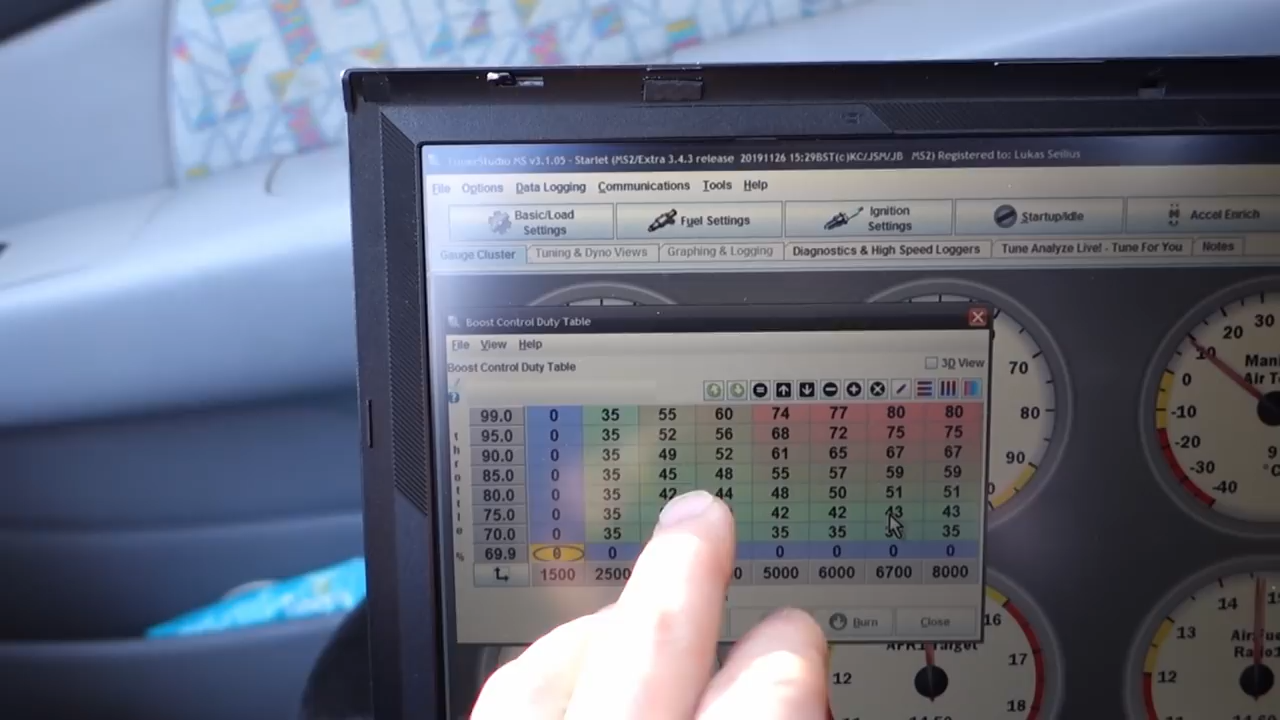 TunerStudio MS v3.1.05 - Starlet (MS2/Extra 3.4.3 release 20191126 15:29BST(c)KC/JSM/JB MS2) Registered to: Lukas Seilius
File Options Data Logging Communications Tools Help
Basic/Load Settings Fuel Settings Ignition Settings Startup/Idle Accel Enrich
Gauge Cluster Tuning & Dyno Views Graphing & Logging Diagnostics & High Speed Loggers Tune Analyze Live! - Tune For You Notes
Boost Control Duty Table
File View Help
Boost Control Duty Table 3D View
99.0 0 35 55 60 74 77 80 80
95.0 0 35 52 56 68 72 75 75
90.0 0 35 49 52 61 65 67 67
85.0 0 35 45 48 55 57 59 59
80.0 0 35 42 44 48 50 51 51
75.0 0 35 42 42 43 43
70.0 0 35 35 35 35
69.9 0 0 0 0 0 0
1500 2500 5000 6000 6700 8000
throttle %
Burn Close
70
80
90
30
20
10
0
-10
-20
-30
-40
Air
9
°C
16
17
18
12
AFR1 Target
14
13
12
Air:Fu